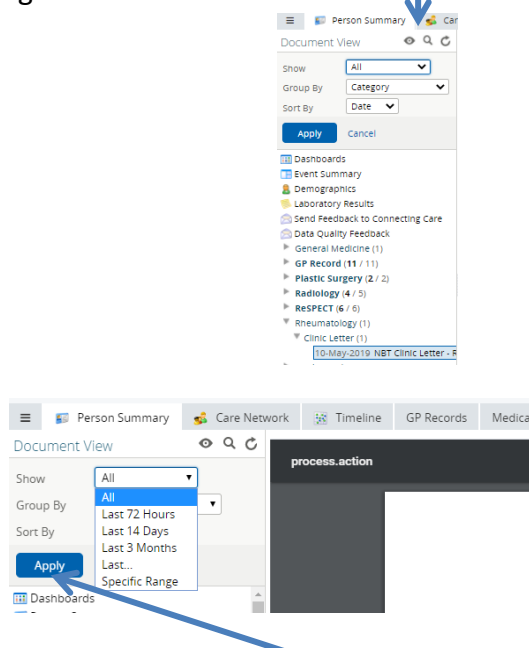 g
Person Summary
Document View
Show All
Group By Category
Sort By Date
Apply Cancel
Dashboards
Event Summary
Demographics
Laboratory Results
Send Feedback to Connecting Care
Data Quality Feedback
General Medicine (1)
GP Record (11 / 11)
Plastic Surgery (2 / 2)
Radiology (4 / 5)
ReSPECT (6 / 6)
Rheumatology (1)
Clinic Letter (1)
10-May-2019 NBT Clinic Letter - R
Person Summary Care Network Timeline GP Records Medica
Document View
process.action
Show All
All
Group By
Last 72 Hours
Last 14 Days
Sort By
Last 3 Months
Apply
Last...
Specific Range
Dashboards